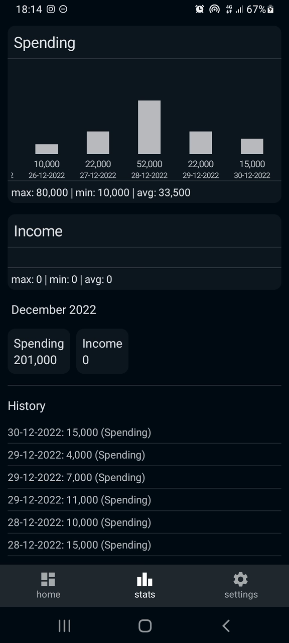 18:14 67%
Spending
10,000 22,000 52,000 22,000 15,000
2 26-12-2022 27-12-2022 28-12-2022 29-12-2022 30-12-2022
max: 80,000 | min: 10,000 | avg: 33,500
Income
max: 0 | min: 0 | avg: 0
December 2022
Spending Income
201,000 0
History
30-12-2022: 15,000 (Spending)
29-12-2022: 4,000 (Spending)
29-12-2022: 7,000 (Spending)
29-12-2022: 11,000 (Spending)
28-12-2022: 10,000 (Spending)
28-12-2022: 15,000 (Spending)
home stats settings